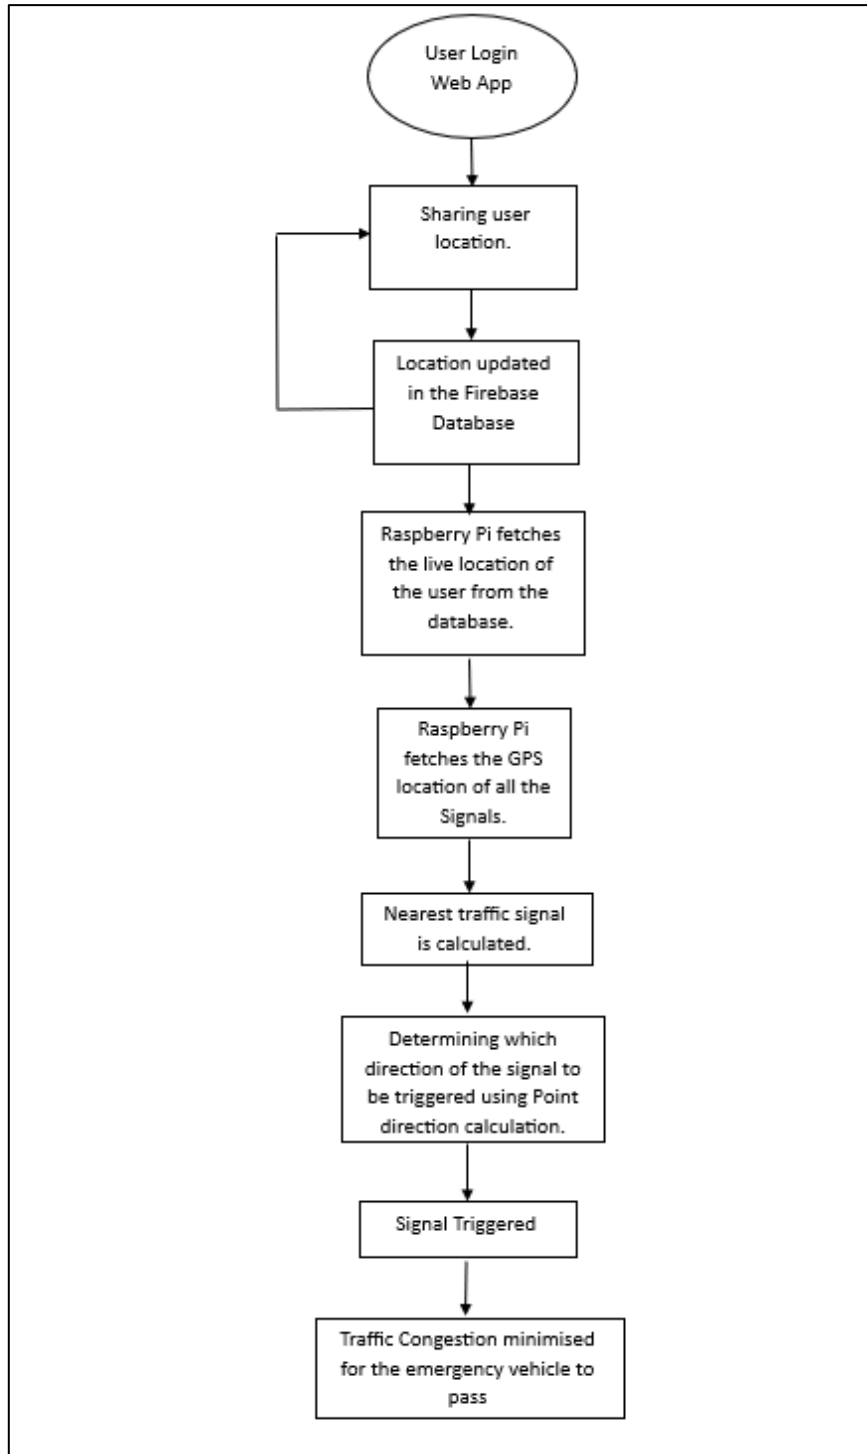 User Login
Web App
Sharing user
location.
Location updated
in the Firebase
Database
Raspberry Pi fetches
the live location of
the user from the
database.
Raspberry Pi
fetches the GPS
location of all the
Signals.
Nearest traffic signal
is calculated.
Determining which
direction of the signal to
be triggered using Point
direction calculation.
Signal Triggered
Traffic Congestion minimised
for the emergency vehicle to
pass